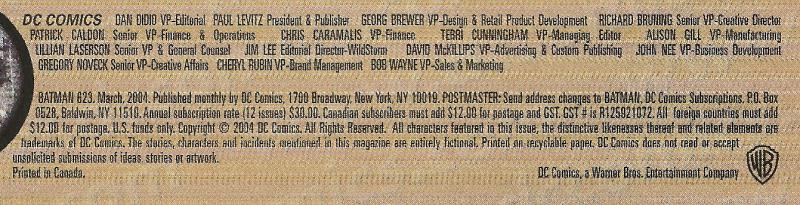 DC COMICS DAN DIDIO VP-Editorial PAUL LEVITZ President & Publisher GEORG BREWER VP-Design & Retail Product Development RICHARD BRUNING Senior VP-Creative Director
PATRICK CALDON Senior VP-Finance & Operations CHRIS CARAMALIS VP-Finance TERRI CUNNINGHAM VP-Managing Editor ALISON GILL VP-Manufacturing
LILLIAN LASERSON Senior VP & General Counsel JIM LEE Editorial Director-WildStorm DAVID McKILLIPS VP-Advertising & Custom Publishing JOHN NEE VP-Business Development
GREGORY NOVECK Senior VP-Creative Affairs CHERYL RUBIN VP-Brand Management BOB WAYNE VP-Sales & Marketing
BATMAN 623. March, 2004. Published monthly by DC Comics, 1700 Broadway, New York, NY 10019. POSTMASTER: Send address changes to BATMAN, DC Comics Subscriptions, P.O. Box
0528, Baldwin, NY 11510. Annual subscription rate (12 issues) $30.00. Canadian subscribers must add $12.00 for postage and GST. GST # is R125921072. All foreign countries must add
$12.00 for postage. U.S. funds only. Copyright © 2004 DC Comics. All Rights Reserved. All characters featured in this issue, the distinctive likenesses thereof and related elements are
trademarks of DC Comics. The stories, characters and incidents mentioned in this magazine are entirely fictional. Printed on recyclable paper. DC Comics does not read or accept
unsolicited submissions of ideas, stories or artwork.
Printed in Canada.
DC Comics, a Warner Bros. Entertainment Company
WB